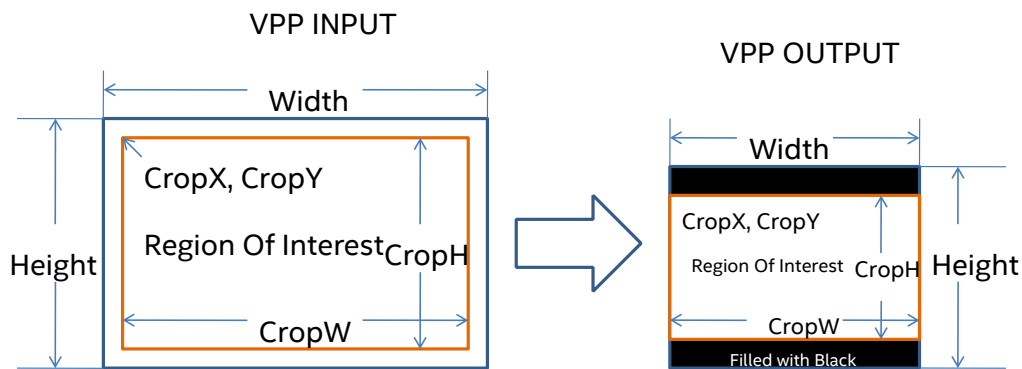 VPP INPUT
Width
CropX, CropY
Region Of Interest
CropH
Height
CropW
VPP OUTPUT
Width
CropX, CropY
Region Of Interest
CropH
Height
CropW
Filled with Black